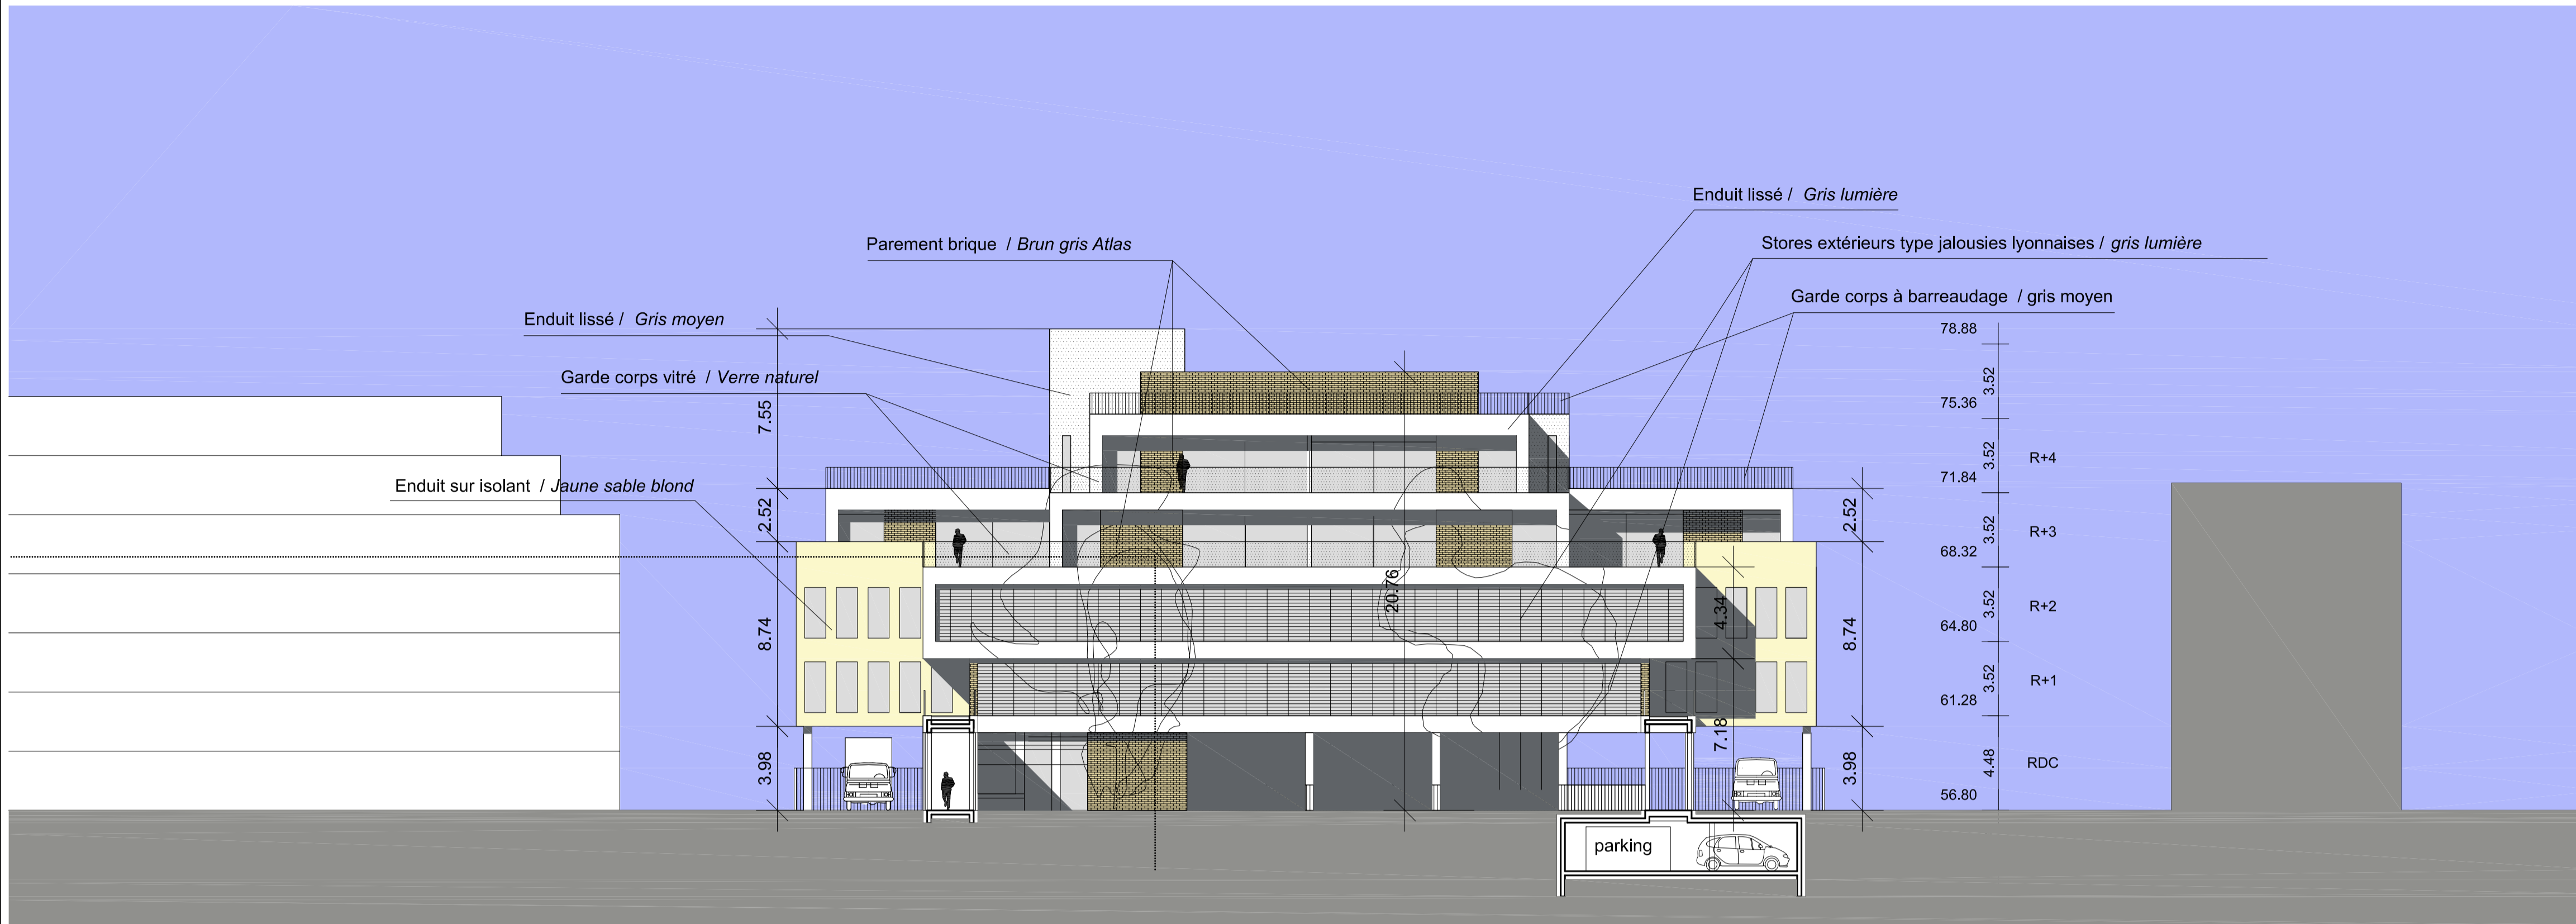 Enduit lissé /  Gris lumière
Parement brique  / Brun gris Atlas
Stores extérieurs type jalousies lyonnaises / gris lumière
Garde corps à barreaudage  / gris moyen
Enduit lissé /  Gris moyen
Garde corps vitré  / Verre naturel
Enduit sur isolant  / Jaune sable blond
7.55
2.52
8.74
3.98
20.76
4.34
7.18
2.52
8.74
3.98
78.88
3.52
75.36
3.52
R+4
71.84
3.52
R+3
68.32
3.52
R+2
64.80
3.52
R+1
61.28
4.48
RDC
56.80
parking